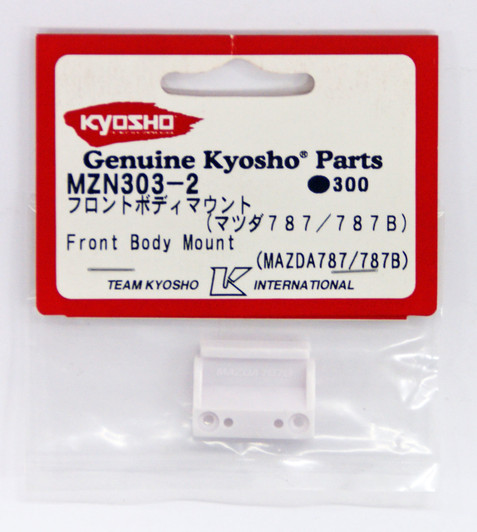 KYOSHO
Genuine Kyosho® Parts
MZN303-2 ●300
フロントボディマウント
(マツダ787/787B)
Front Body Mount
(MAZDA787/787B)
TEAM KYOSHO K INTERNATIONAL